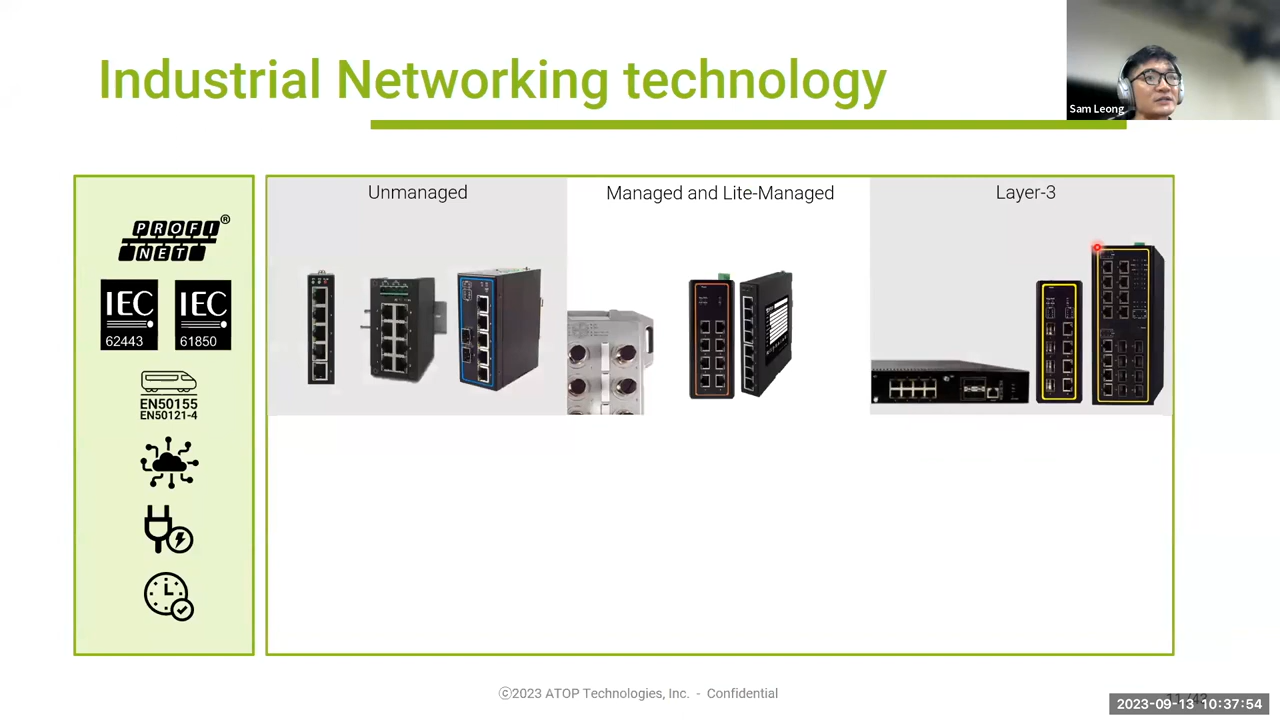 Industrial Networking technology
Sam Leong
Unmanaged
Managed and Lite-Managed
Layer-3
PROFI®
NET
IEC
62443
IEC
61850
EN50155
EN50121-4
©2023 ATOP Technologies, Inc. - Confidential
2023-09-13 10:37:54